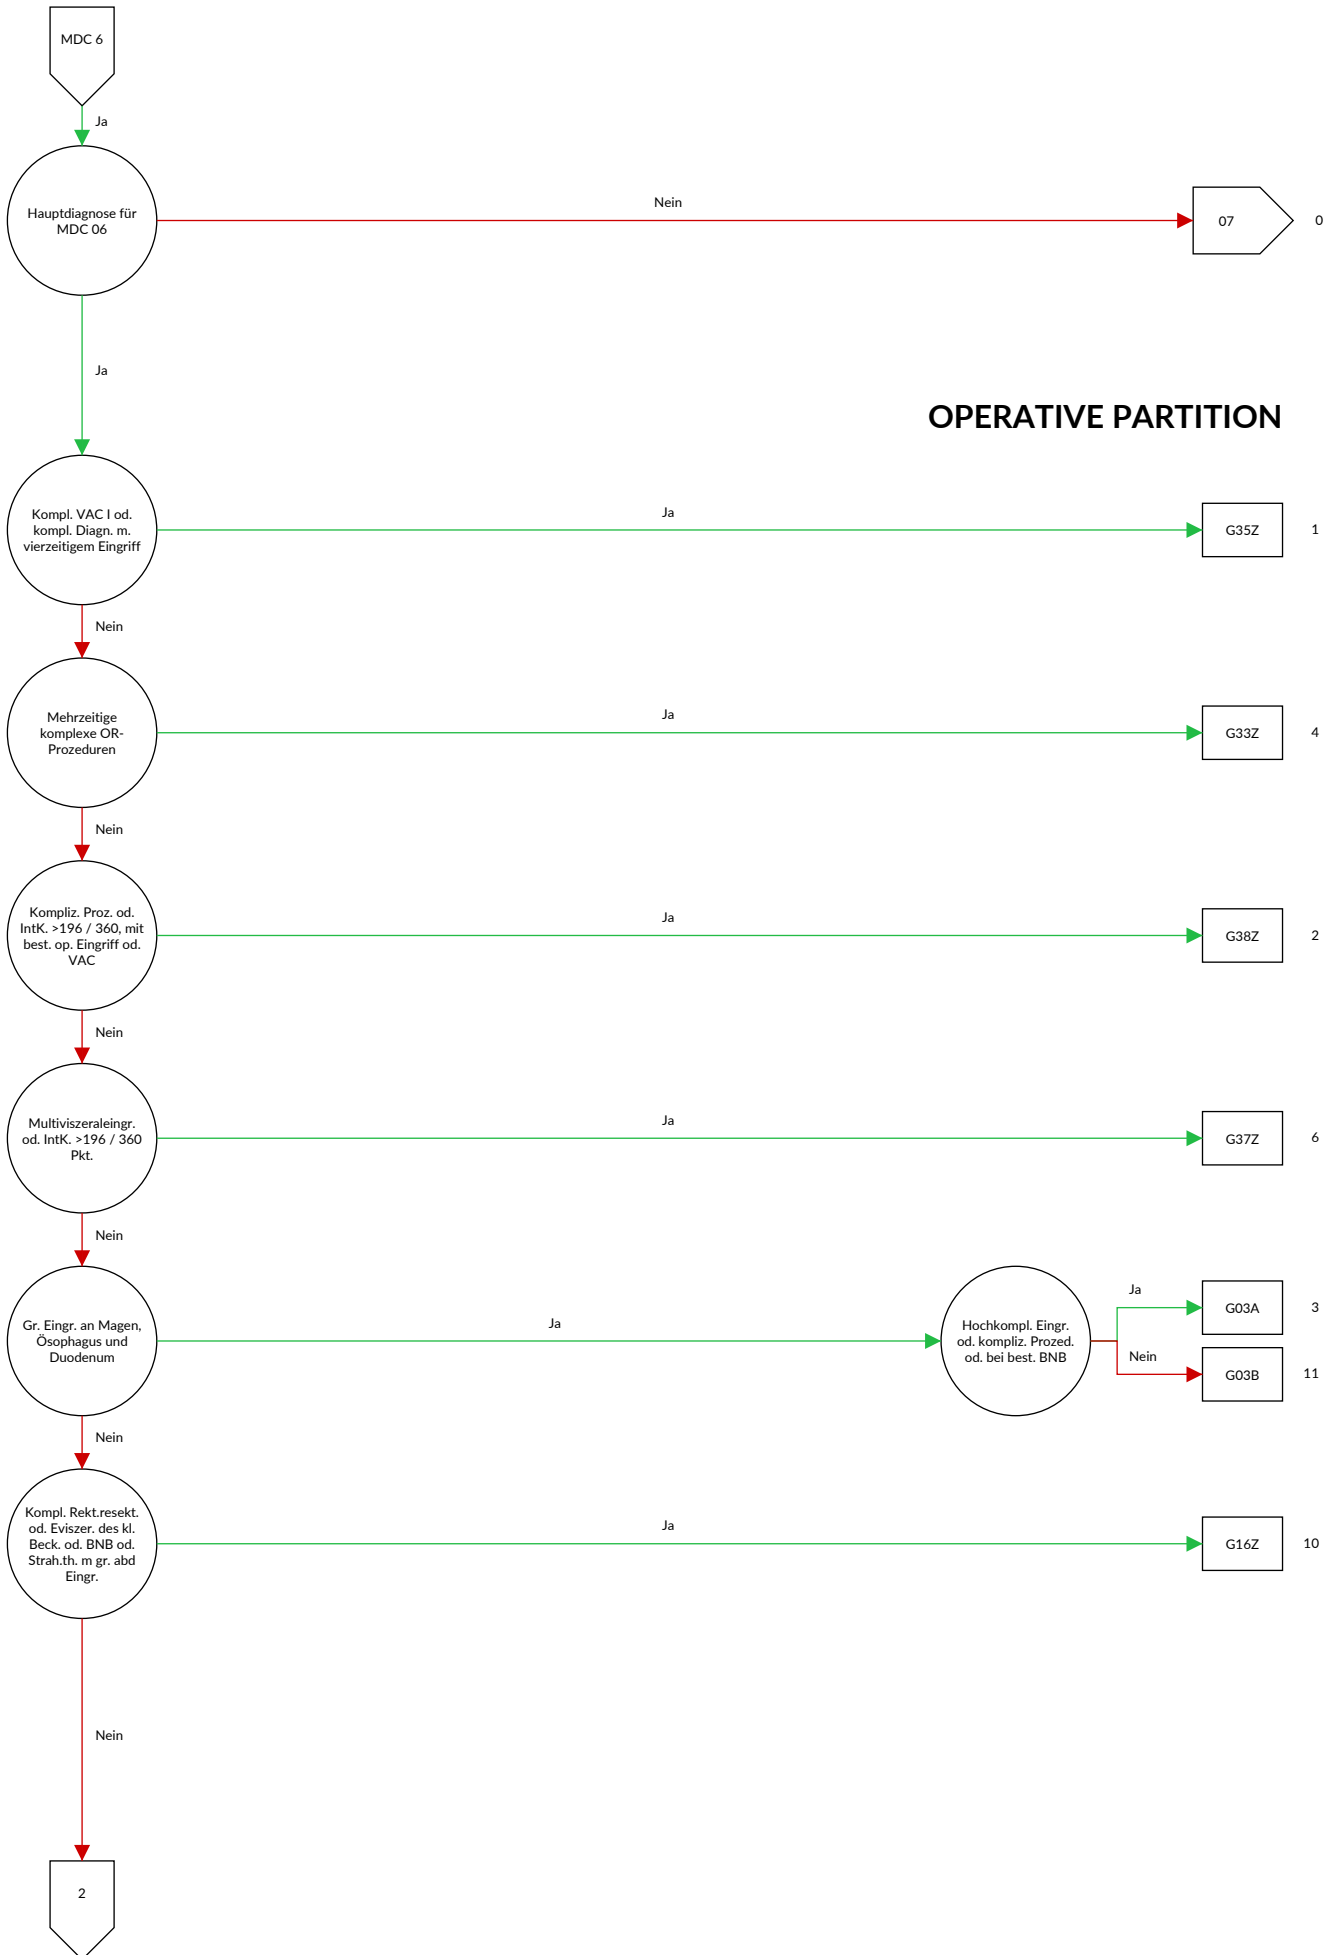 MDC 6
Ja
Hauptdiagnose für
MDC 06
Nein
07
0
Ja
OPERATIVE PARTITION
Kompl. VAC I od.
kompl. Diagn. m.
vierzeitigem Eingriff
Ja
G35Z
1
Nein
Mehrzeitige
komplexe OR-
Prozeduren
Ja
G33Z
4
Nein
Kompliz. Proz. od.
IntK. >196 / 360, mit
best. op. Eingriff od.
VAC
Ja
G38Z
2
Nein
Multiviszeraleingr.
od. IntK. >196 / 360
Pkt.
Ja
G37Z
6
Nein
Gr. Eingr. an Magen,
Ösophagus und
Duodenum
Ja
Hochkompl. Eingr.
od. kompliz. Prozed.
od. bei best. BNB
Ja
G03A
3
Nein
G03B
11
Nein
Kompl. Rekt.resekt.
od. Eviszer. des kl.
Beck. od. BNB od.
Strah.th. m gr. abd
Eingr.
Ja
G16Z
10
Nein
2